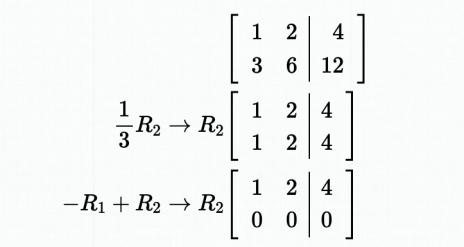 [ 1 2 | 4 ]
[ 3 6 | 12 ]
1/3 R₂ → R₂ [ 1 2 | 4 ]
[ 1 2 | 4 ]
−R₁ + R₂ → R₂ [ 1 2 | 4 ]
[ 0 0 | 0 ]